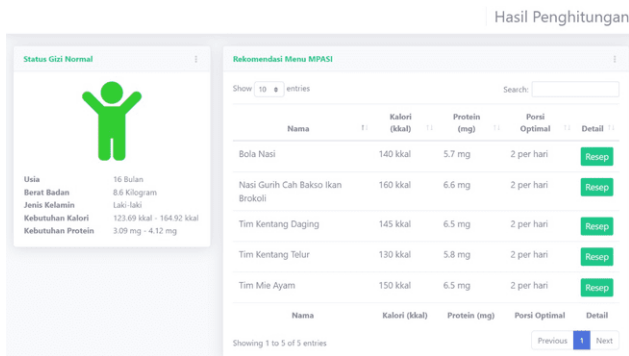 Hasil Penghitungan
Status Gizi Normal
Usia 16 Bulan
Berat Badan 8.6 Kilogram
Jenis Kelamin Laki-laki
Kebutuhan Kalori 123.69 kkal - 164.92 kkal
Kebutuhan Protein 3.09 mg - 4.12 mg
Rekomendasi Menu MPASI
Show 10 entries Search:
Nama Kalori (kkal) Protein (mg) Porsi Optimal Detail
Bola Nasi 140 kkal 5.7 mg 2 per hari Resep
Nasi Gurih Cah Bakso Ikan Brokoli 160 kkal 6.6 mg 2 per hari Resep
Tim Kentang Daging 145 kkal 6.5 mg 2 per hari Resep
Tim Kentang Telur 130 kkal 5.8 mg 2 per hari Resep
Tim Mie Ayam 150 kkal 6.5 mg 2 per hari Resep
Nama Kalori (kkal) Protein (mg) Porsi Optimal Detail
Showing 1 to 5 of 5 entries Previous 1 Next